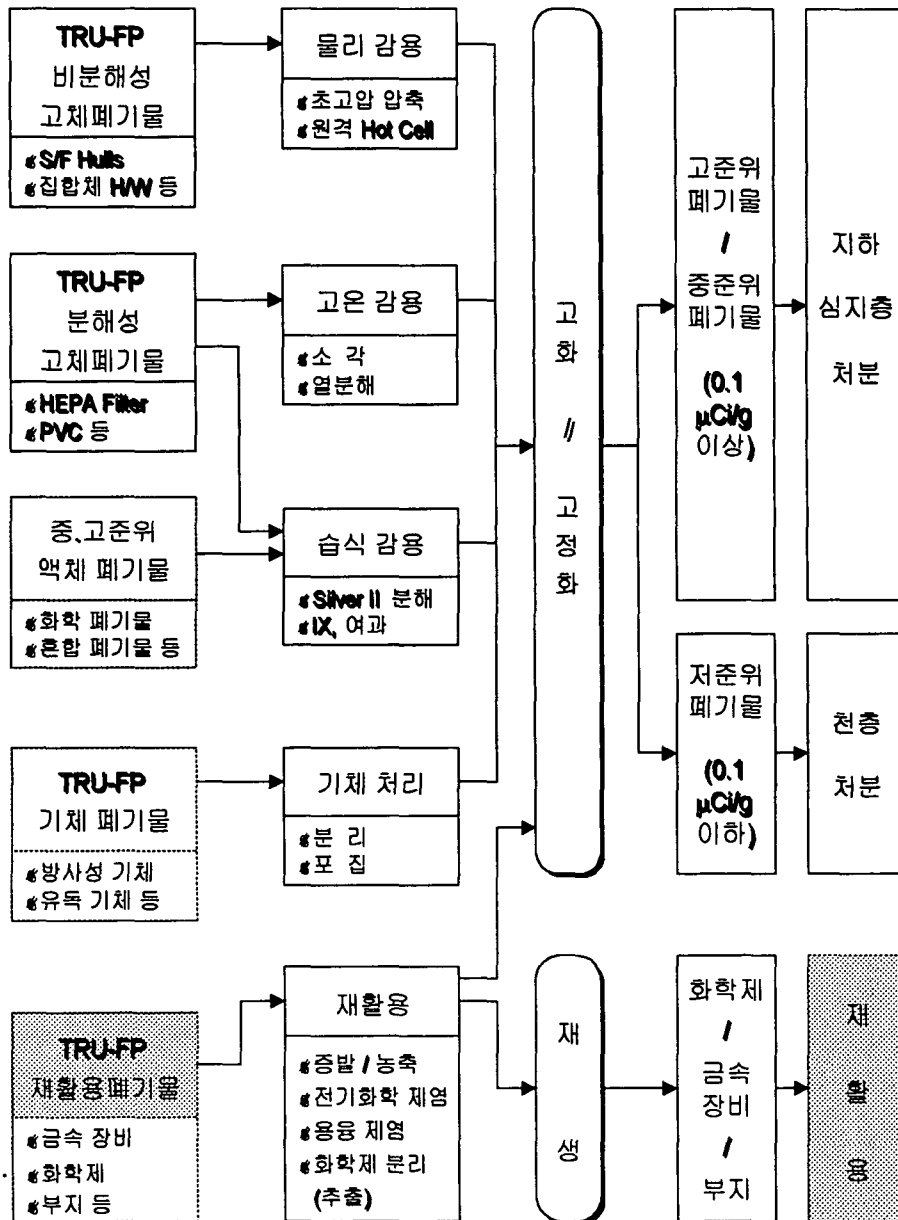 TRU-FP
비분해성
고체폐기물
S/F Hulls
집합체 H/W 등
물리 감용
초고압 압축
원격 Hot Cell
TRU-FP
분해성
고체폐기물
HEPA Filter
PVC 등
고온 감용
소 각
열분해
중,고준위
액체 폐기물
화학 폐기물
혼합 폐기물 등
습식 감용
Silver II 분해
IX, 여과
TRU-FP
기체 폐기물
방사성 기체
유독 기체 등
기체 처리
분 리
포 집
TRU-FP
재활용폐기물
금속 장비
화학제
부지 등
재활용
증발 / 농축
전기화학 제염
용융 제염
화학제 분리
(추출)
고
화
//
고
정
화
재
생
고준위
폐기물
/
중준위
폐기물
(0.1
μCi/g
이상)
지하
심지층
처분
저준위
폐기물
(0.1
μCi/g
이하)
천층
처분
화학제
/
금속
장비
/
부지
재
활
용